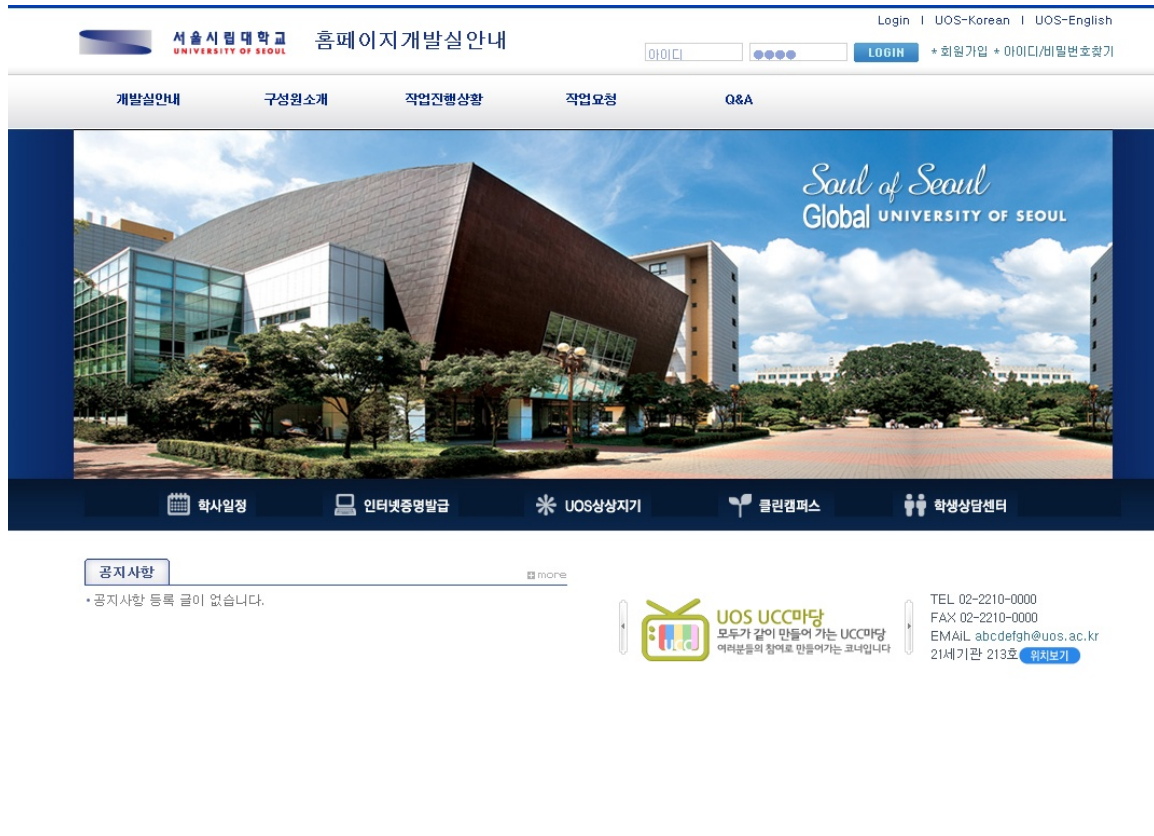 Login | UOS-Korean | UOS-English
서울시립대학교
UNIVERSITY OF SEOUL
홈페이지개발실안내
아이디
LOGIN
* 회원가입 * 아이디/비밀번호찾기
개발실안내 구성원소개 작업진행상황 작업요청 Q&A
Soul of Seoul
Global UNIVERSITY OF SEOUL
학사일정 인터넷증명발급 UOS상상지기 클린캠퍼스 학생상담센터
공지사항
more
공지사항 등록 글이 없습니다.
UCC
UOS UCC마당
모두가 같이 만들어 가는 UCC마당
여러분들의 참여로 만들어가는 코너입니다
TEL 02-2210-0000
FAX 02-2210-0000
EMAiL abcdefgh@uos.ac.kr
21세기관 213호 위치보기